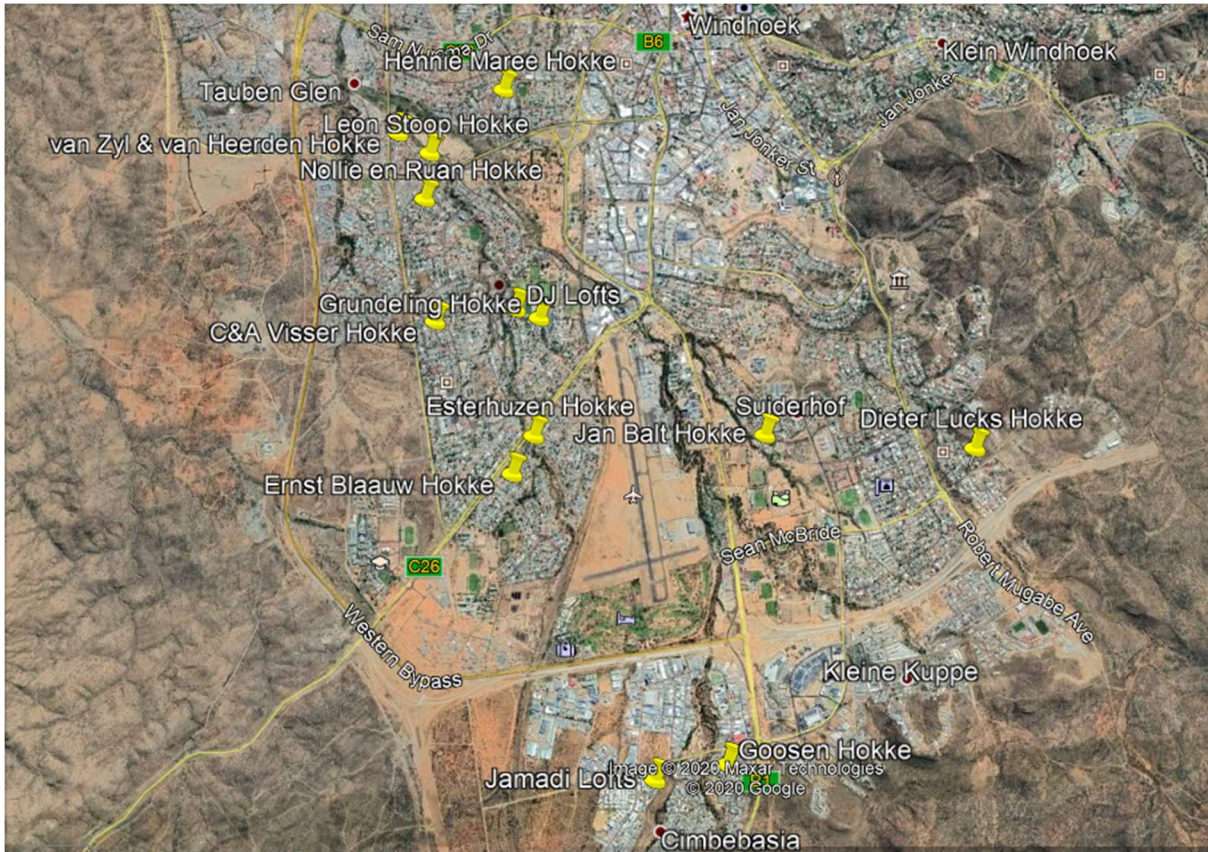 Windhoek
Sam Nujoma Dr
B6
Klein Windhoek
Hennie Maree Hokke
Tauben Glen
Jan Jonker
Leon Stoop Hokke
Jan Jonker St
van Zyl & van Heerden Hokke
Nollie en Ruan Hokke
Grundeling Hokke
DJ Lofts
C&A Visser Hokke
Esterhuzen Hokke
Suiderhof
Jan Balt Hokke
Dieter Lucks Hokke
Ernst Blaauw Hokke
Sean McBride
C26
Robert Mugabe Ave
Western Bypass
Kleine Kuppe
Goosen Hokke
Jamadi Lofts
Image © 2020 Maxar Technologies
B1
© 2020 Google
Cimbebasia